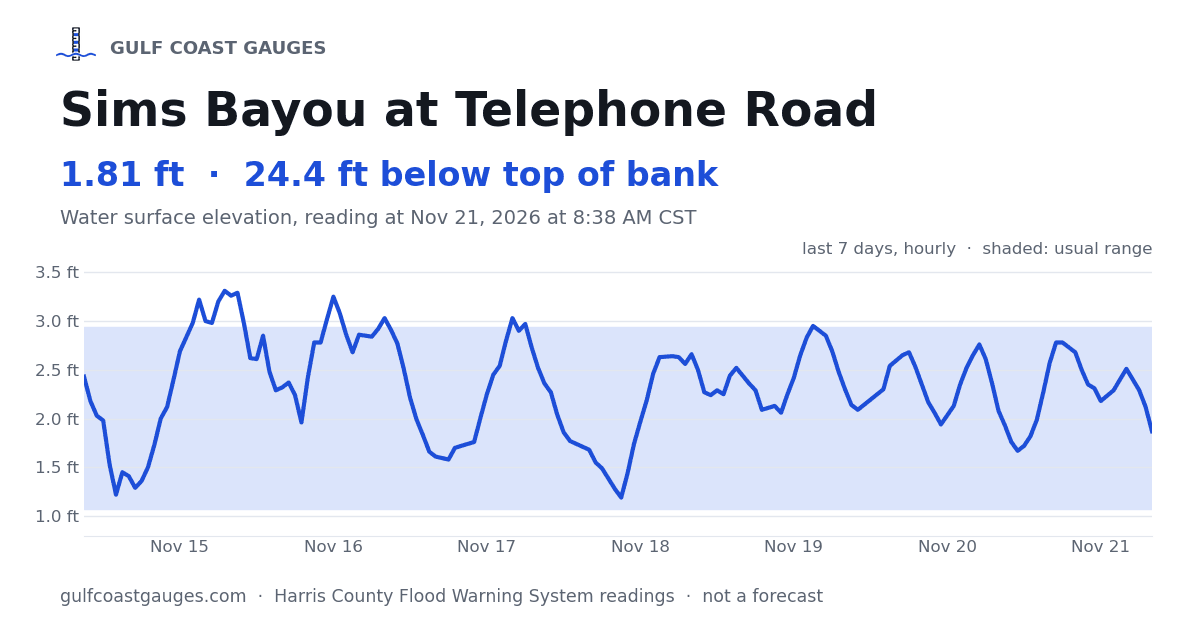 GULF COAST GAUGES
Sims Bayou at Telephone Road
1.81 ft · 24.4 ft below top of bank
Water surface elevation, reading at Nov 21, 2026 at 8:38 AM CST
last 7 days, hourly · shaded: usual range
3.5 ft
3.0 ft
2.5 ft
2.0 ft
1.5 ft
1.0 ft
Nov 15 Nov 16 Nov 17 Nov 18 Nov 19 Nov 20 Nov 21
gulfcoastgauges.com · Harris County Flood Warning System readings · not a forecast